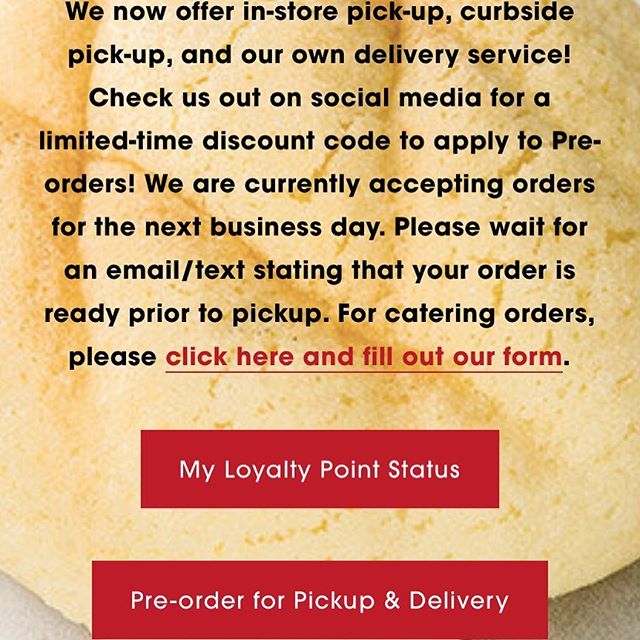 We now offer in-store pick-up, curbside
pick-up, and our own delivery service!
Check us out on social media for a
limited-time discount code to apply to Pre-
orders! We are currently accepting orders
for the next business day. Please wait for
an email/text stating that your order is
ready prior to pickup. For catering orders,
please click here and fill out our form.
My Loyalty Point Status
Pre-order for Pickup & Delivery